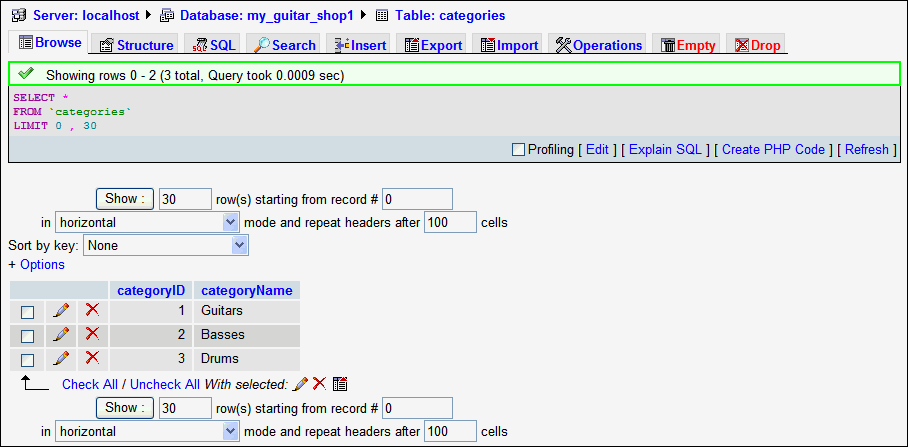 Server: localhost Database: my_guitar_shop1 Table: categories
Browse Structure SQL Search Insert Export Import Operations Empty Drop
Showing rows 0 - 2 (3 total, Query took 0.0009 sec)
SELECT *
FROM `categories`
LIMIT 0 , 30
Profiling [ Edit ] [ Explain SQL ] [ Create PHP Code ] [ Refresh ]
Show : 30 row(s) starting from record # 0
in horizontal mode and repeat headers after 100 cells
Sort by key: None
+ Options
categoryID categoryName
1 Guitars
2 Basses
3 Drums
Check All / Uncheck All With selected:
Show : 30 row(s) starting from record # 0
in horizontal mode and repeat headers after 100 cells